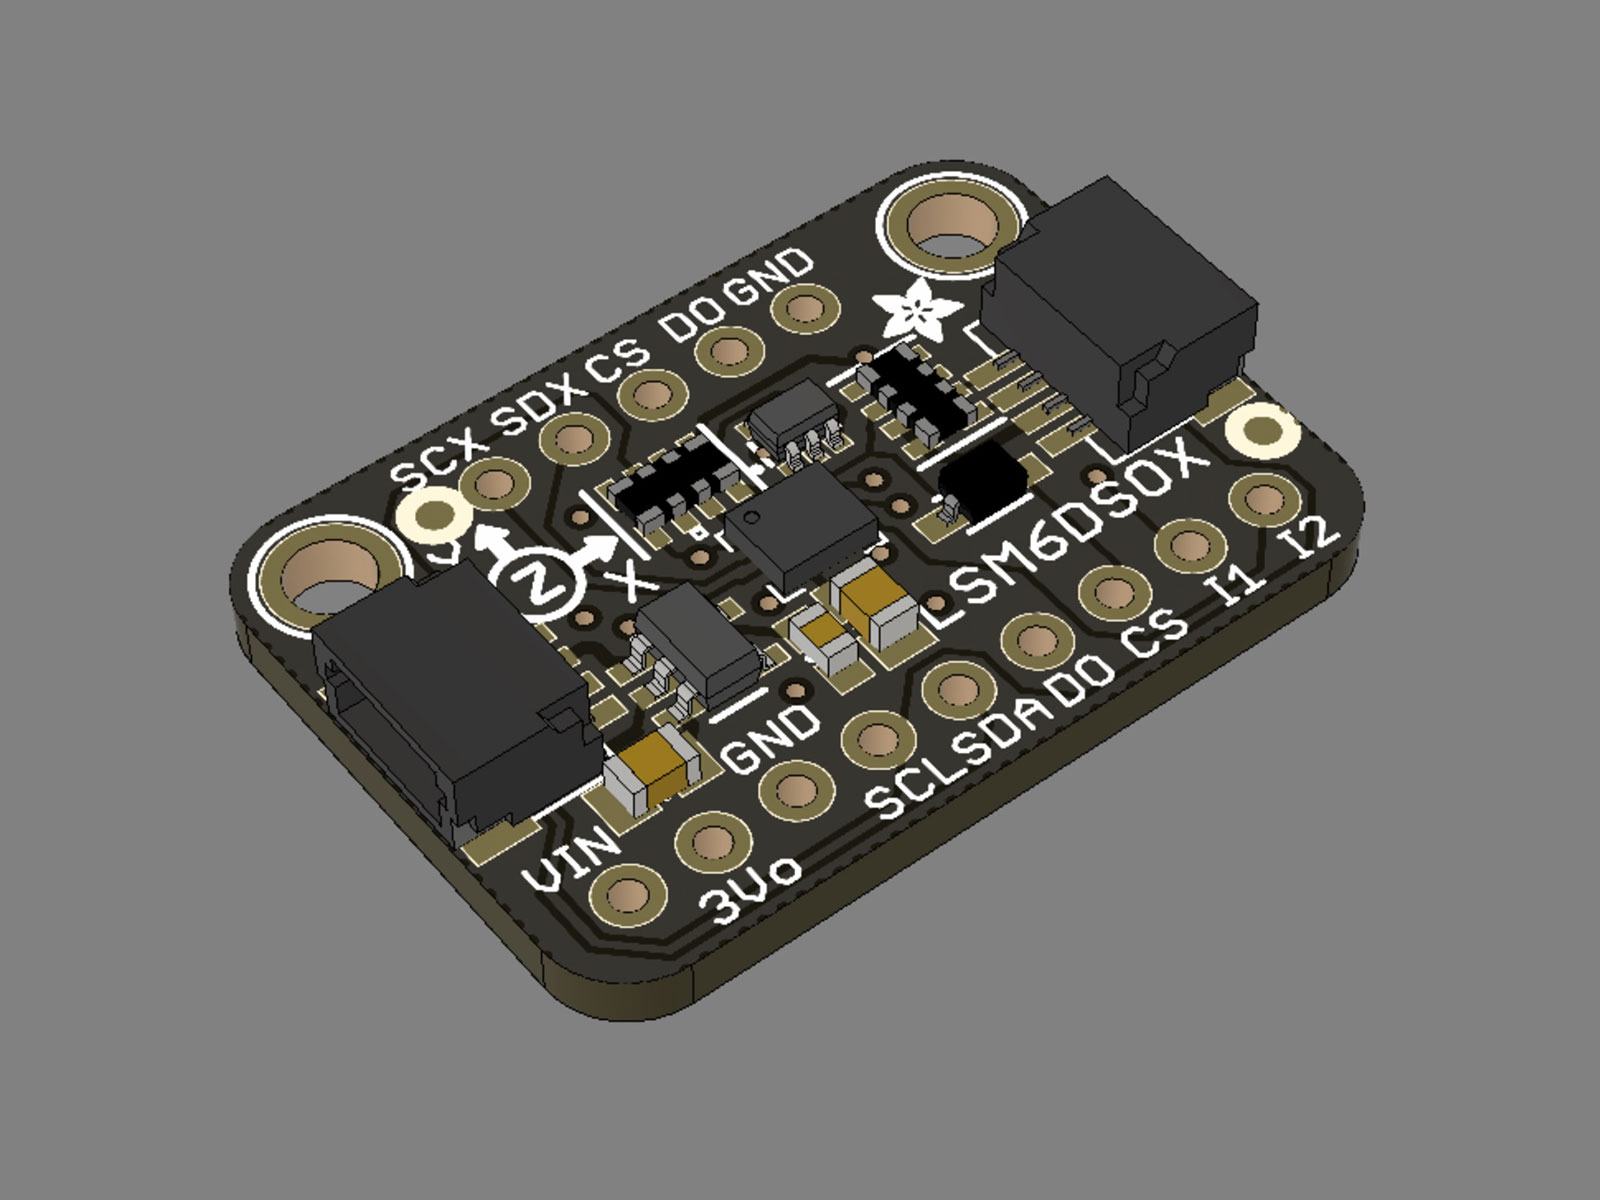 GND
DO
CS
SDX
SCX
X
Z
LSM6DSOX
I2
I1
CS
DO
SDA
SCL
GND
3Vo
VIN